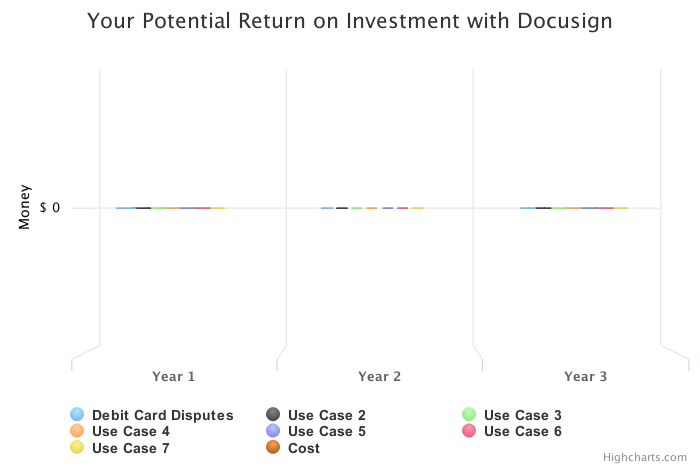 Your Potential Return on Investment with Docusign
Money
$ 0
Year 1 Year 2 Year 3
Debit Card Disputes Use Case 2 Use Case 3
Use Case 4 Use Case 5 Use Case 6
Use Case 7 Cost
Highcharts.com